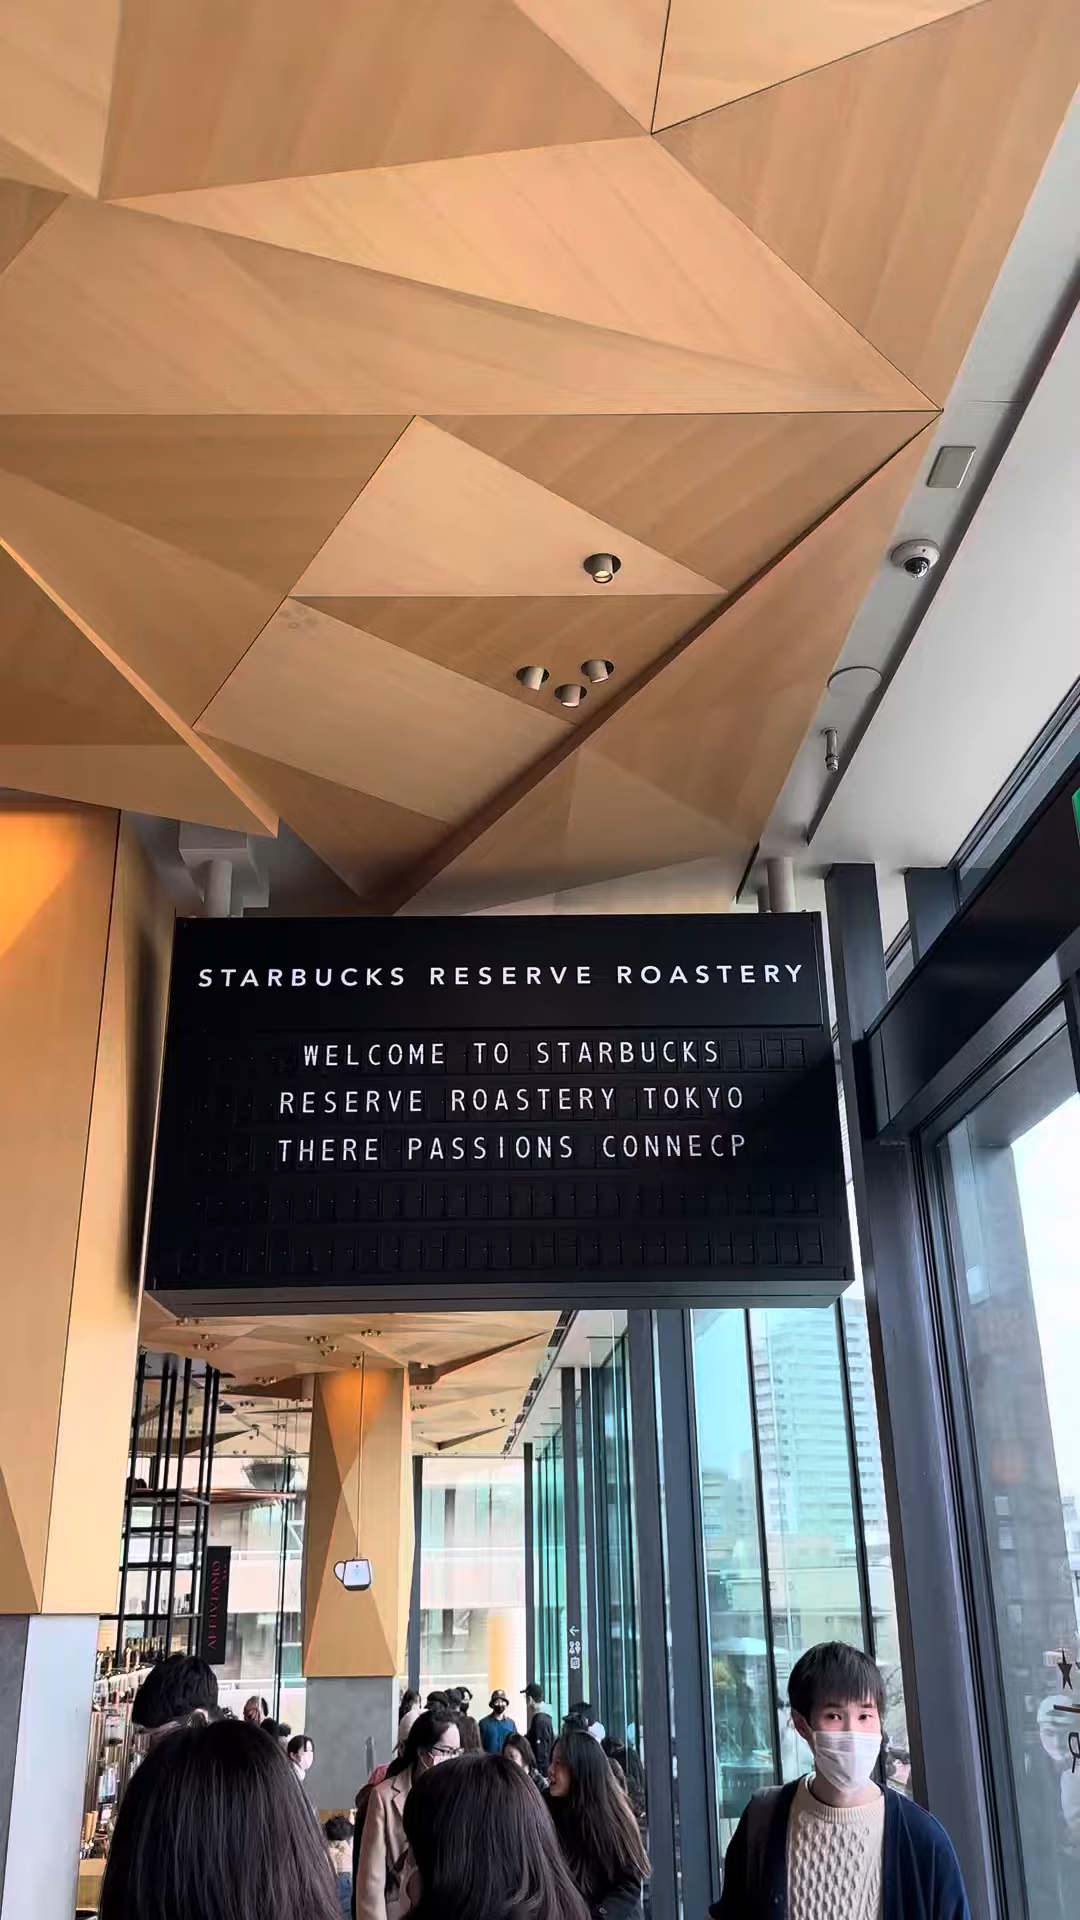 STARBUCKS RESERVE ROASTERY
WELCOME TO STARBUCKS
RESERVE ROASTERY TOKYO
THERE PASSIONS CONNECP